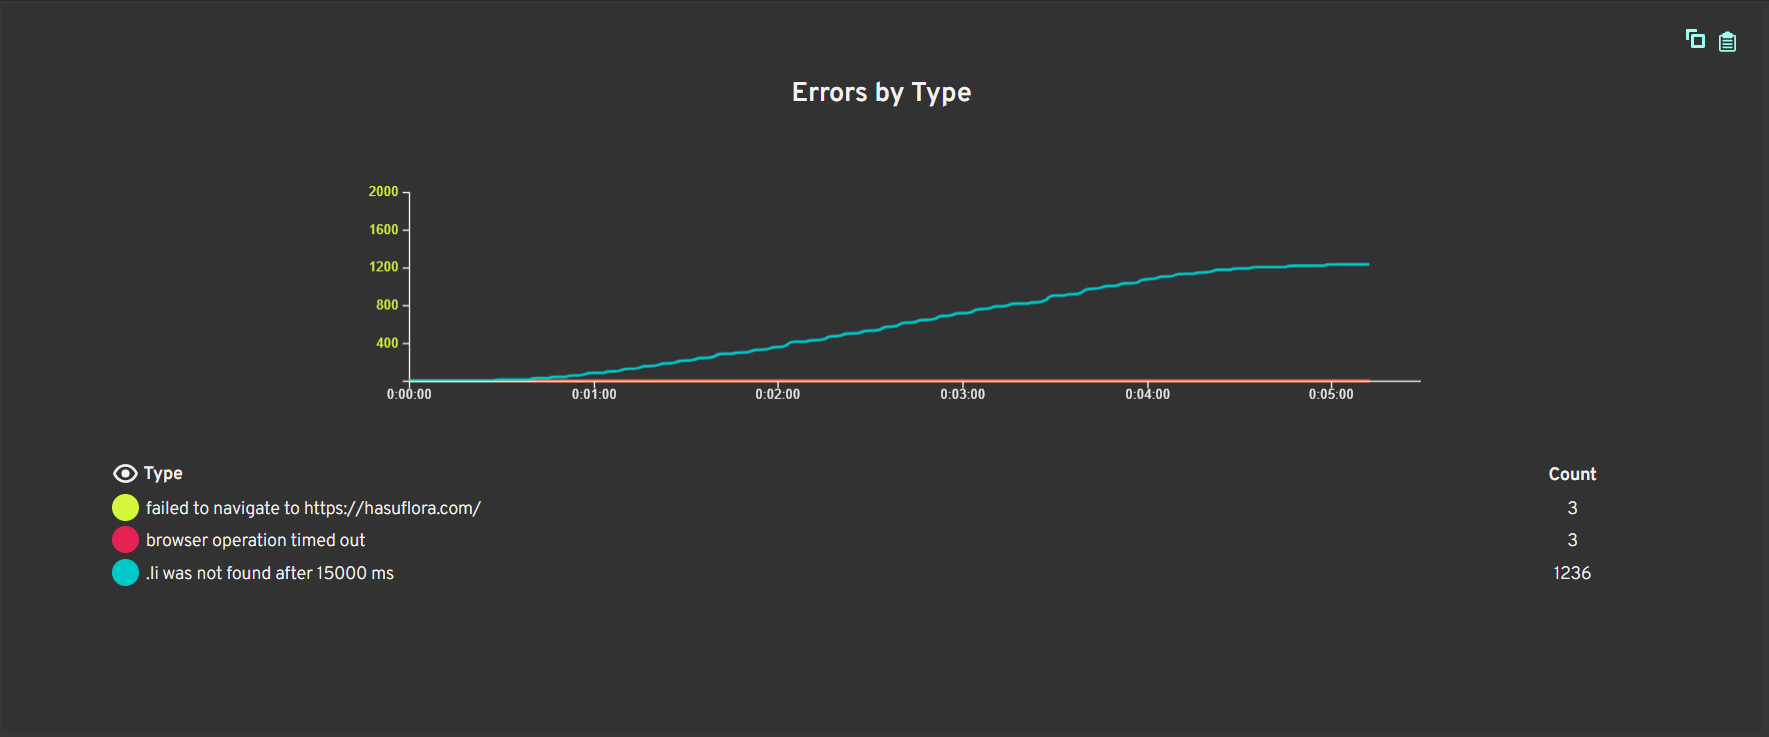 Errors by Type
2000
1600
1200
800
400
0:00:00 0:01:00 0:02:00 0:03:00 0:04:00 0:05:00
Type Count
failed to navigate to https://hasuflora.com/ 3
browser operation timed out 3
.li was not found after 15000 ms 1236